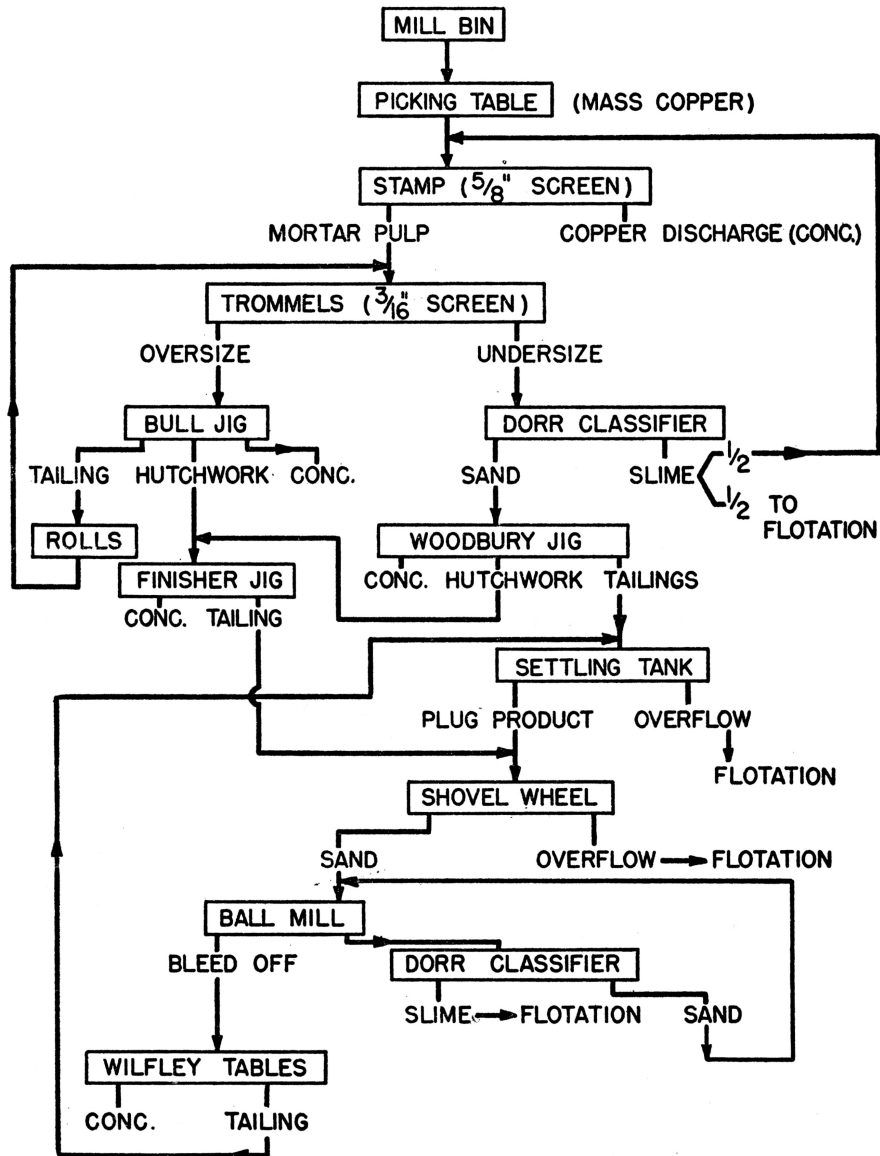 MILL BIN
PICKING TABLE (MASS COPPER)
STAMP (5/8" SCREEN)
MORTAR PULP COPPER DISCHARGE (CONC.)
TROMMELS (3/16" SCREEN)
OVERSIZE UNDERSIZE
BULL JIG DORR CLASSIFIER
TAILING HUTCHWORK CONC. SAND SLIME 1/2
1/2 TO
FLOTATION
ROLLS WOODBURY JIG
FINISHER JIG CONC. HUTCHWORK TAILINGS
CONC. TAILING
SETTLING TANK
PLUG PRODUCT OVERFLOW
FLOTATION
SHOVEL WHEEL
SAND OVERFLOW FLOTATION
BALL MILL
BLEED OFF DORR CLASSIFIER
SLIME FLOTATION SAND
WILFLEY TABLES
CONC. TAILING